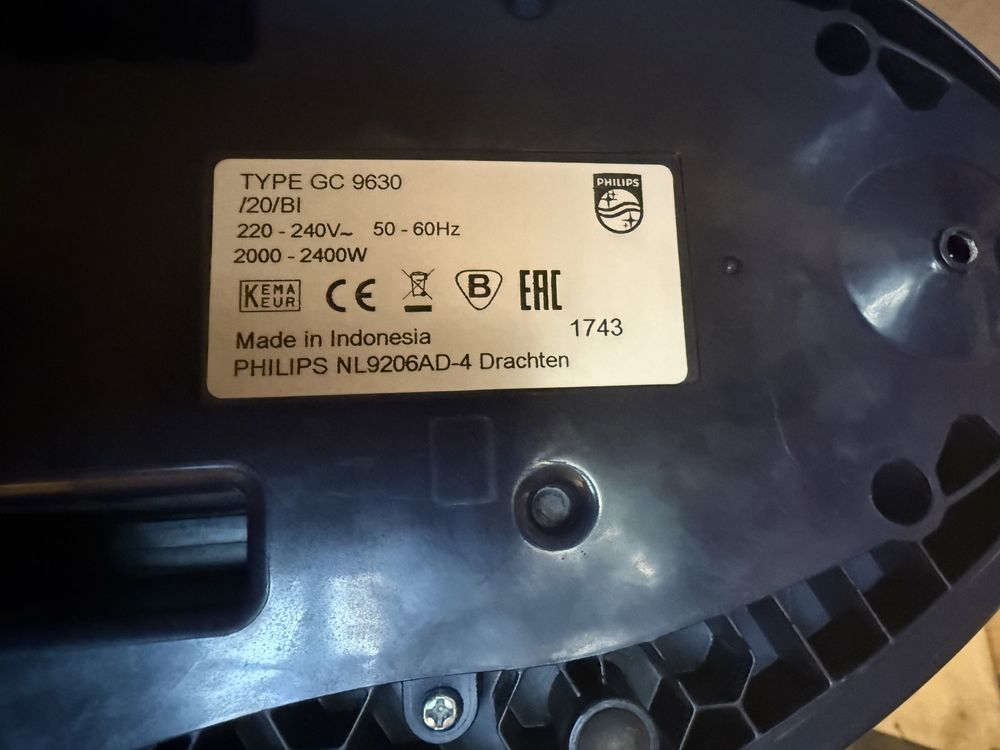 TYPE GC 9630
/20/BI
PHILIPS
220 - 240V~ 50 - 60Hz
2000 - 2400W
KEMA
EUR
CE
B
EAC
Made in Indonesia 1743
PHILIPS NL9206AD-4 Drachten